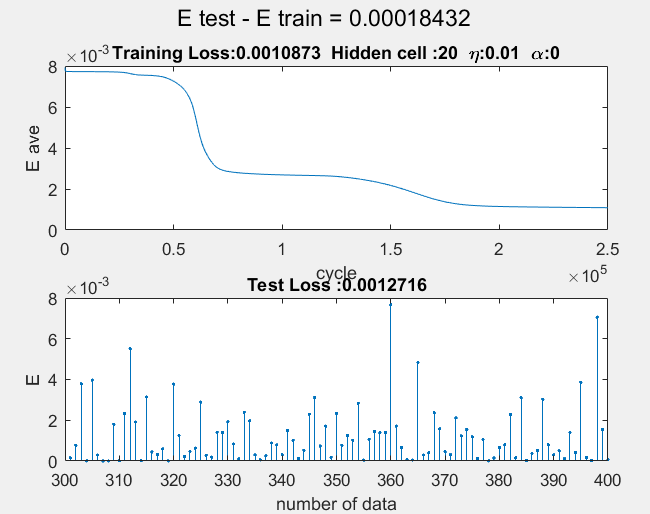 E test - E train = 0.00018432
×10^-3
Training Loss:0.0010873 Hidden cell :20 η:0.01 α:0
8
6
4
2
0
E ave
0 0.5 1 1.5 2 2.5
cycle
×10^5
Test Loss :0.0012716
×10^-3
8
6
4
2
0
E
300 310 320 330 340 350 360 370 380 390 400
number of data